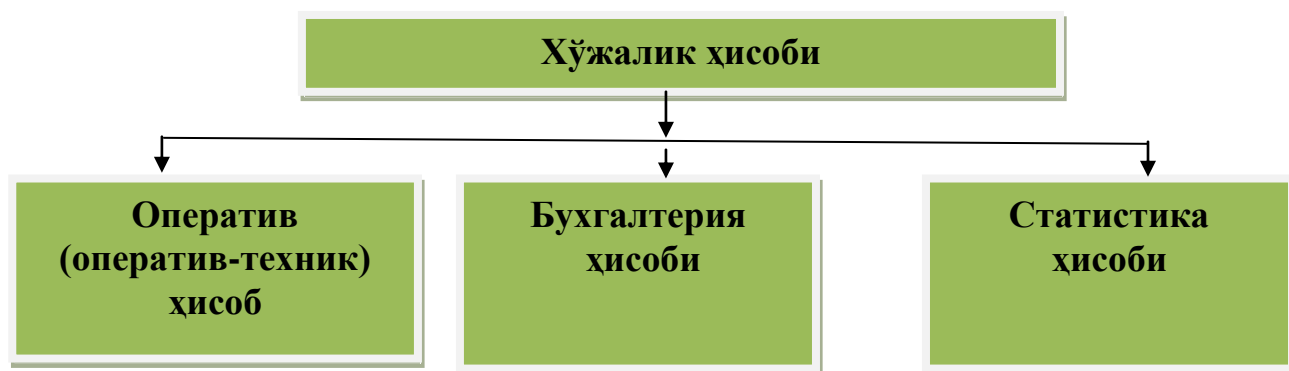 Хўжалик ҳисоби
Оператив
(оператив-техник)
ҳисоб
Бухгалтерия
ҳисоби
Статистика
ҳисоби